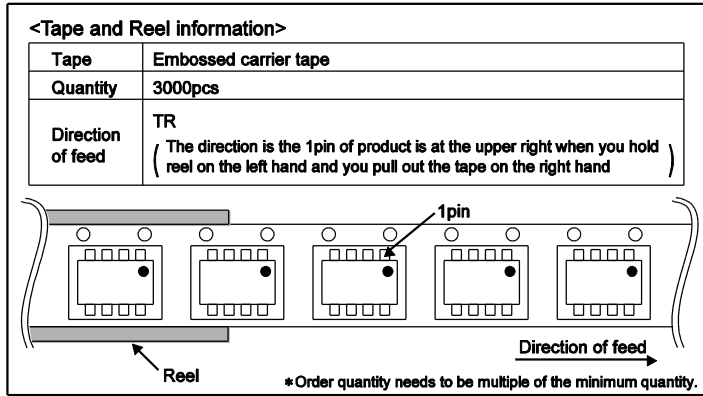 <Tape and Reel information>
Tape Embossed carrier tape
Quantity 3000pcs
Direction of feed TR
( The direction is the 1pin of product is at the upper right when you hold
reel on the left hand and you pull out the tape on the right hand )
1pin
Direction of feed
Reel
*Order quantity needs to be multiple of the minimum quantity.